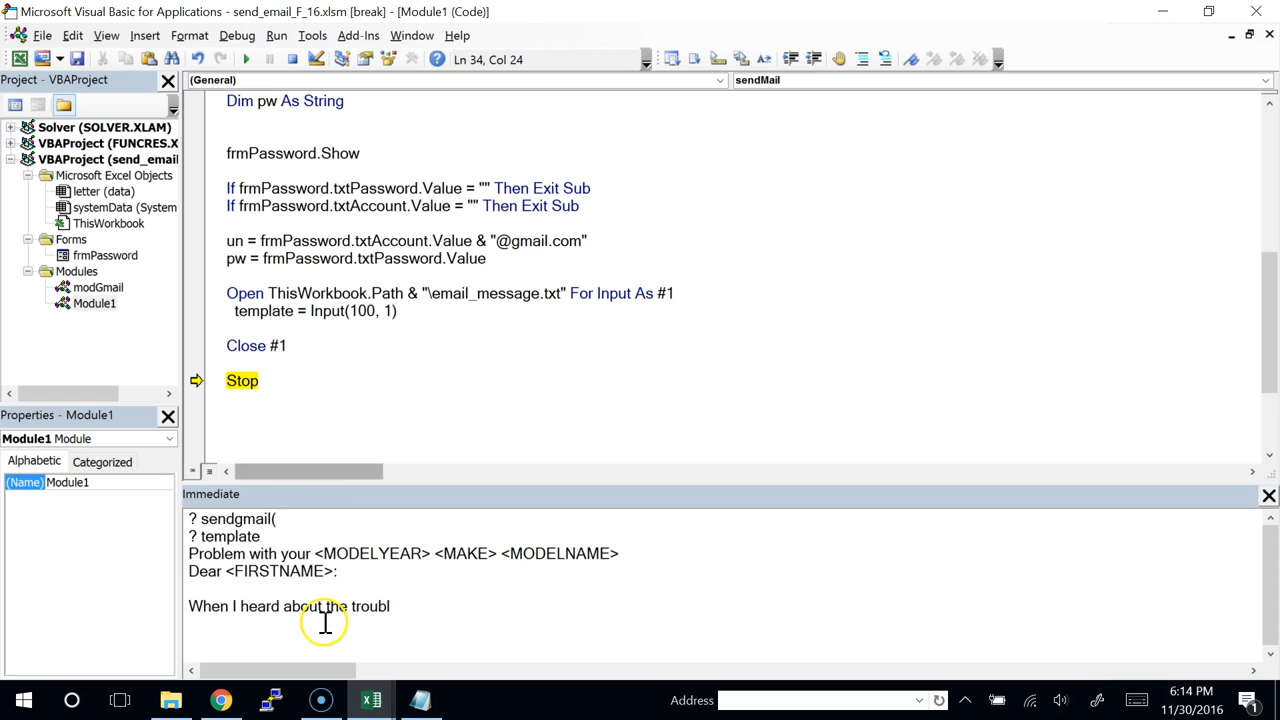 Microsoft Visual Basic for Applications - send_email_F_16.xlsm [break] - [Module1 (Code)]
File Edit View Insert Format Debug Run Tools Add-Ins Window Help
Ln 34, Col 24
Project - VBAProject
(General) sendMail
Solver (SOLVER.XLAM)
VBAProject (FUNCRES.X
VBAProject (send_email
Microsoft Excel Objects
letter (data)
systemData (System
ThisWorkbook
Forms
frmPassword
Modules
modGmail
Module1
Dim pw As String
frmPassword.Show
If frmPassword.txtPassword.Value = "" Then Exit Sub
If frmPassword.txtAccount.Value = "" Then Exit Sub
un = frmPassword.txtAccount.Value & "@gmail.com"
pw = frmPassword.txtPassword.Value
Open ThisWorkbook.Path & "\email_message.txt" For Input As #1
template = Input(100, 1)
Close #1
Stop
Properties - Module1
Module1 Module
Alphabetic Categorized
(Name) Module1
Immediate
? sendgmail(
? template
Problem with your <MODELYEAR> <MAKE> <MODELNAME>
Dear <FIRSTNAME>:
When I heard about the troubl
Address
6:14 PM
11/30/2016
1